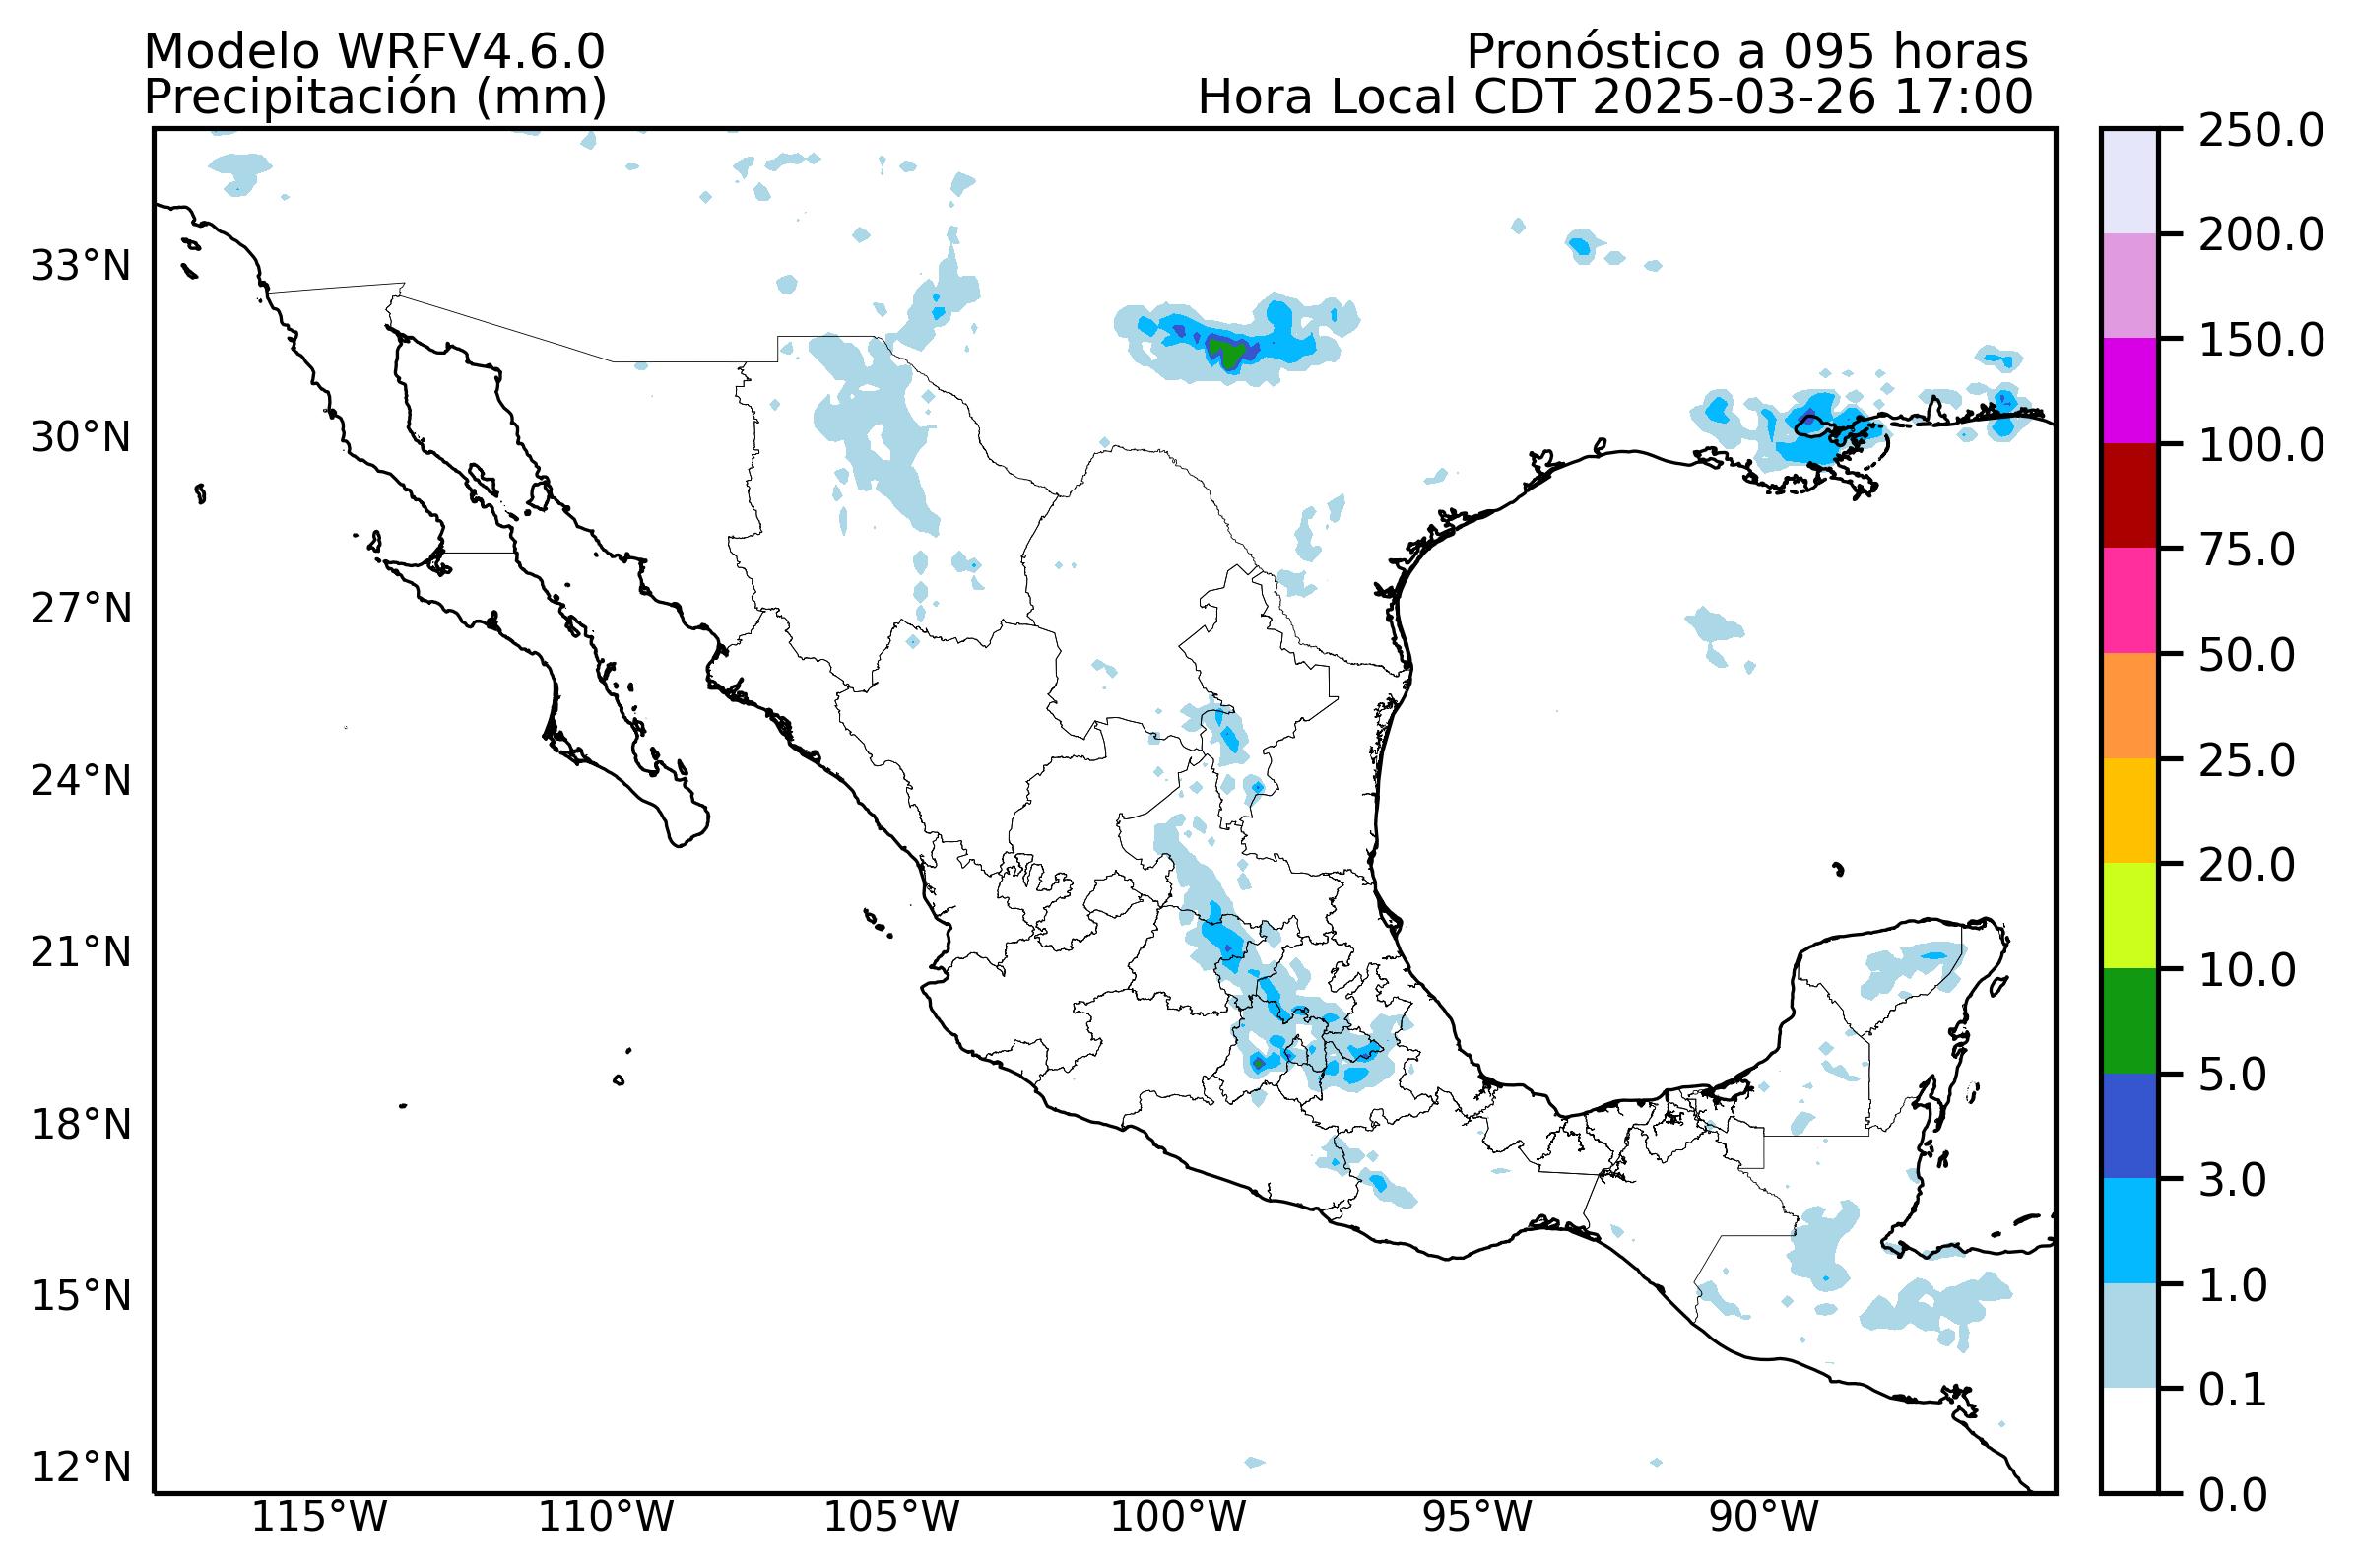 Modelo WRFV4.6.0
Pronóstico a 095 horas
Precipitación (mm)
Hora Local CDT 2025-03-26 17:00
33°N
30°N
27°N
24°N
21°N
18°N
15°N
12°N
115°W
110°W
105°W
100°W
95°W
90°W
250.0
200.0
150.0
100.0
75.0
50.0
25.0
20.0
10.0
5.0
3.0
1.0
0.1
0.0